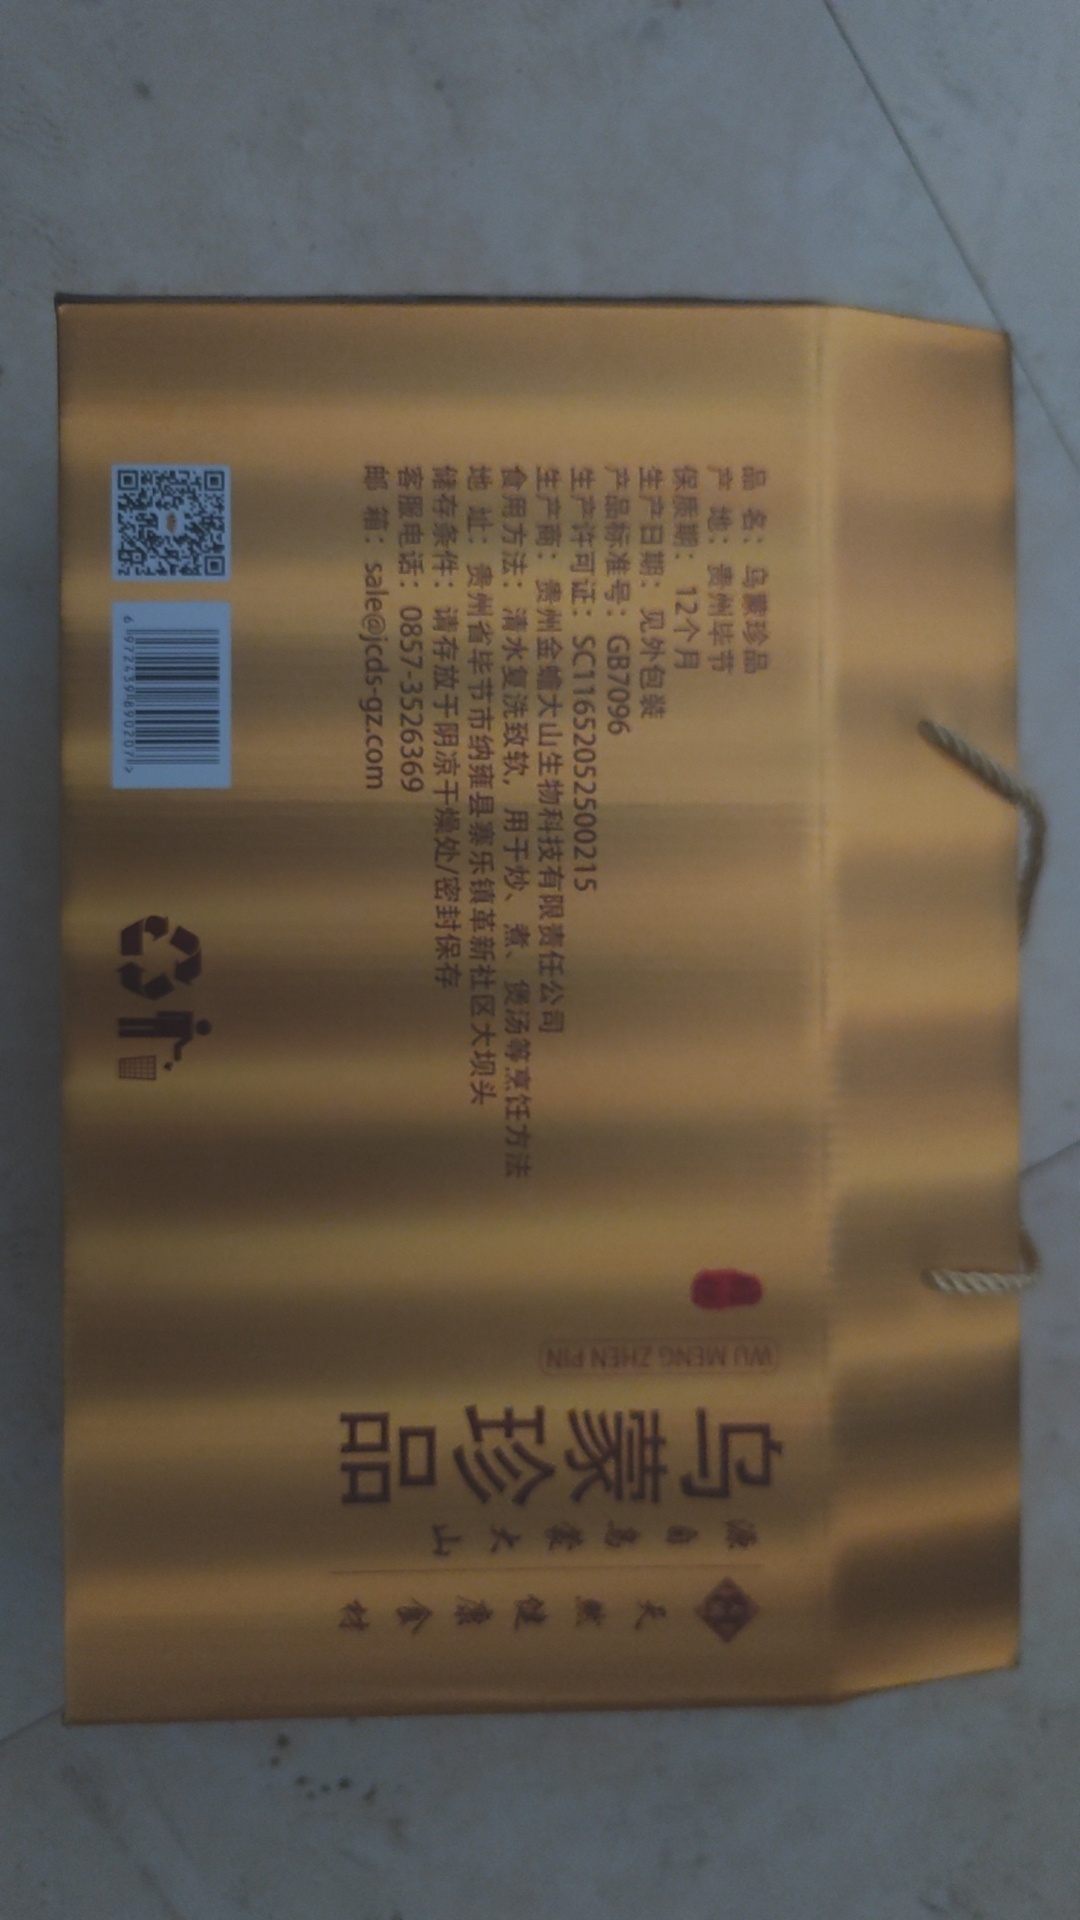 品 名：乌蒙珍品
产 地：贵州毕节
保质期：12个月
生产日期：见外包装
产品标准号：GB7096
生产许可证：SC11652052500215
生产商：贵州金蟾大山生物科技有限责任公司
食用方法：清水复洗致软，用于炒、煮、煲汤等烹饪方法
地 址：贵州省毕节市纳雍县寨乐镇革新社区大坝头
储存条件：请存放于阴凉干燥处/密封保存
客服电话：0857-3526369
邮 箱：sale@jcds-gz.com
6972439890207>
WU MENG ZHEN PIN
乌蒙珍品
源自乌蒙大山
天然健康食材